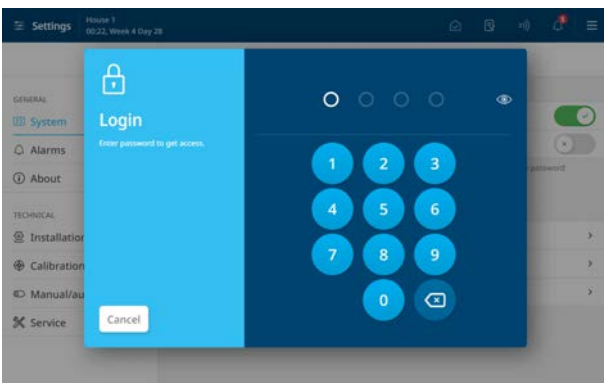 Settings
House 1
00:22, Week 4 Day 28
GENERAL
System
Alarms
About
TECHNICAL
Installation
Calibration
Manual/au
Service
Login
Enter password to get access.
Cancel
1 2 3
4 5 6
7 8 9
0
password